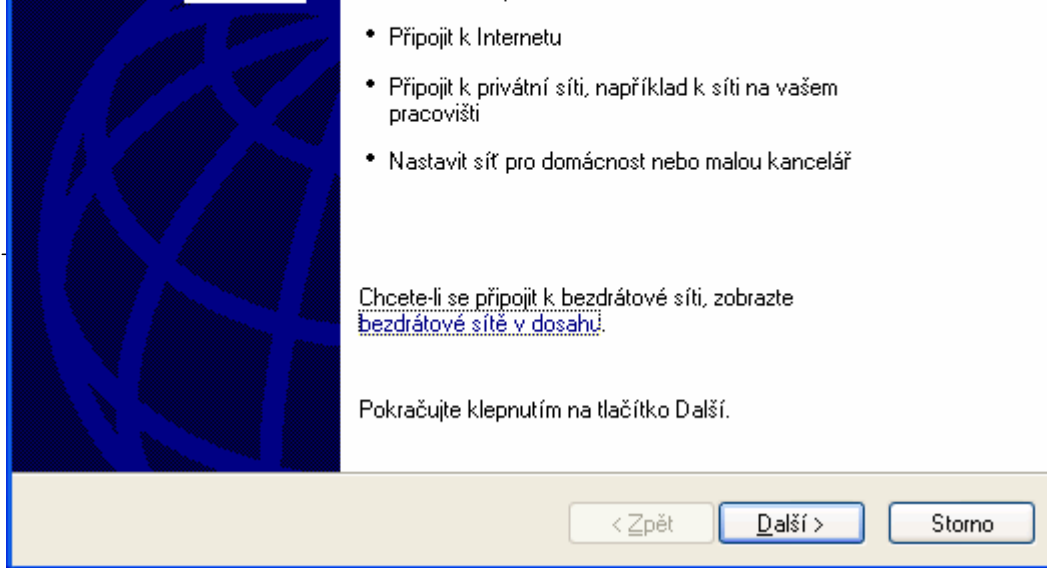 • Připojit k Internetu
• Připojit k privátní síti, například k síti na vašem
pracovišti
• Nastavit síť pro domácnost nebo malou kancelář
Chcete-li se připojit k bezdrátové síti, zobrazte
bezdrátové sítě v dosahu.
Pokračujte klepnutím na tlačítko Další.
< Zpět
Další >
Storno